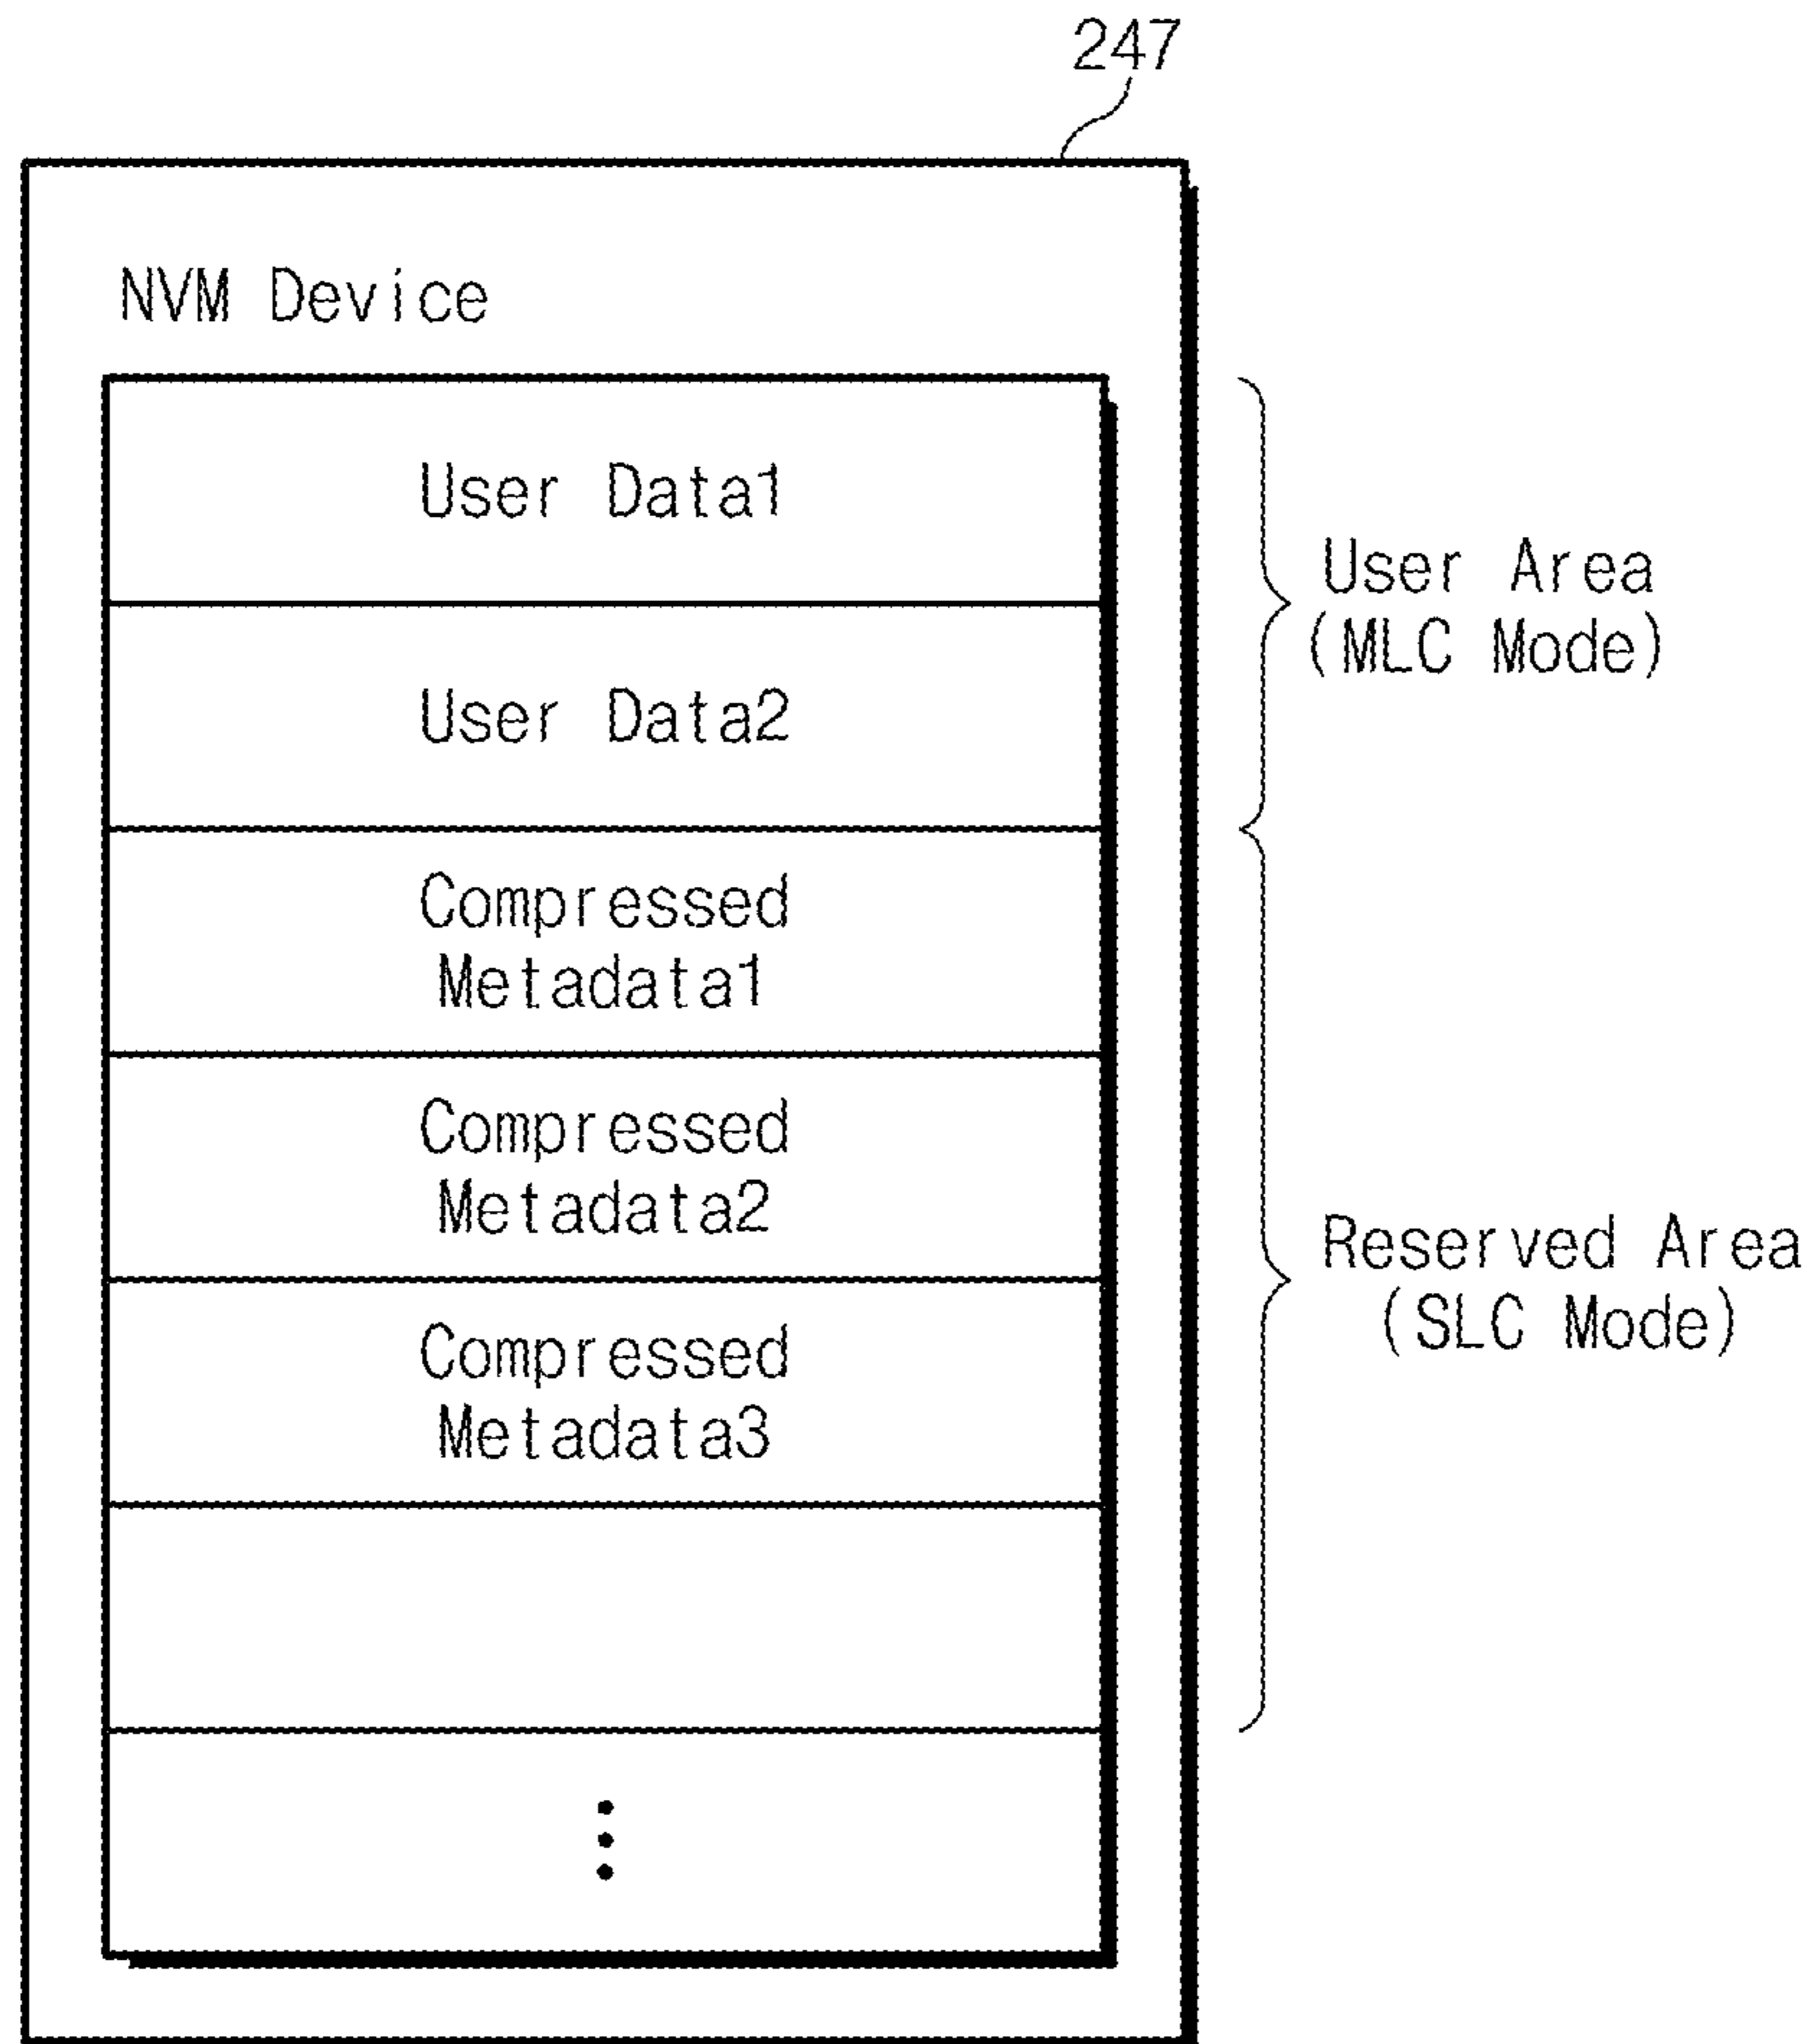 247
NVM Device
User Data1
User Data2
User Area
(MLC Mode)
Compressed
Metadata1
Compressed
Metadata2
Compressed
Metadata3
Reserved Area
(SLC Mode)